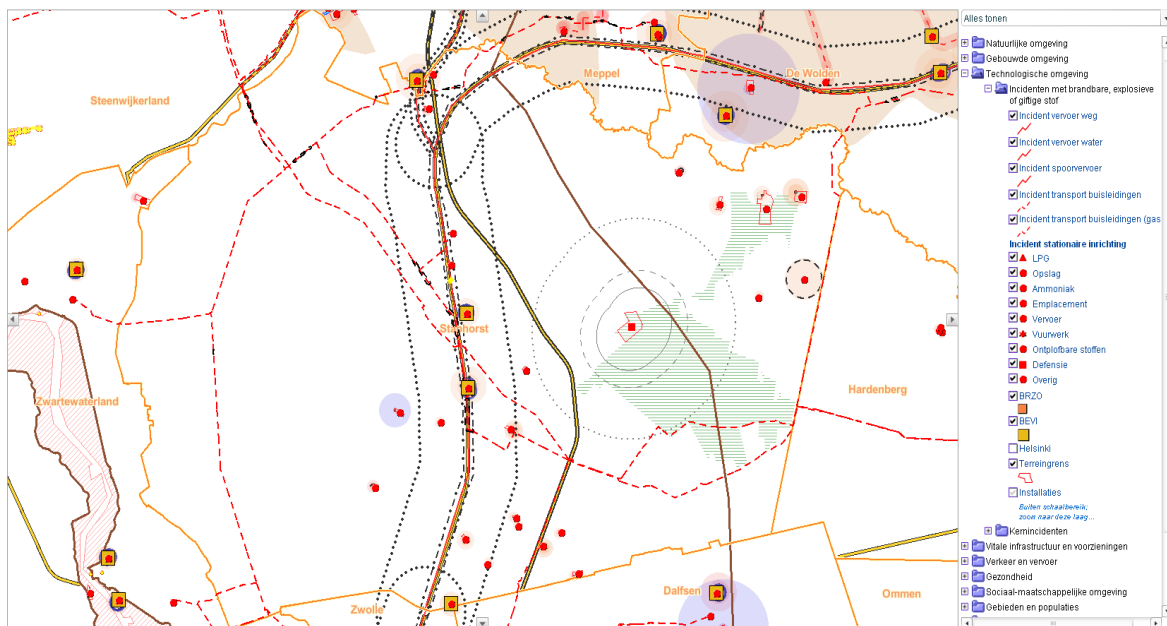 Alles tonen
Natuurlijke omgeving
Gebouwde omgeving
Technologische omgeving
Incidenten met brandbare, explosieve
of giftige stof
Incident vervoer weg
Incident vervoer water
Incident spoorvervoer
Incident transport buisleidingen
Incident transport buisleidingen (gas
Incident stationaire inrichting
LPG
Opslag
Ammoniak
Emplacement
Vervoer
Vuurwerk
Ontplofbare stoffen
Defensie
Overig
BRZO
BEVI
Helsinki
Terreingrens
Installaties
Buiten schaalbereik;
zoom naar deze laag...
Kernincidenten
Vitale infrastructuur en voorzieningen
Verkeer en vervoer
Gezondheid
Sociaal-maatschappelijke omgeving
Gebieden en populaties
Steenwijkerland
Meppel
De Wolden
Staphorst
Zwartewaterland
Hardenberg
Zwolle
Dalfsen
Ommen